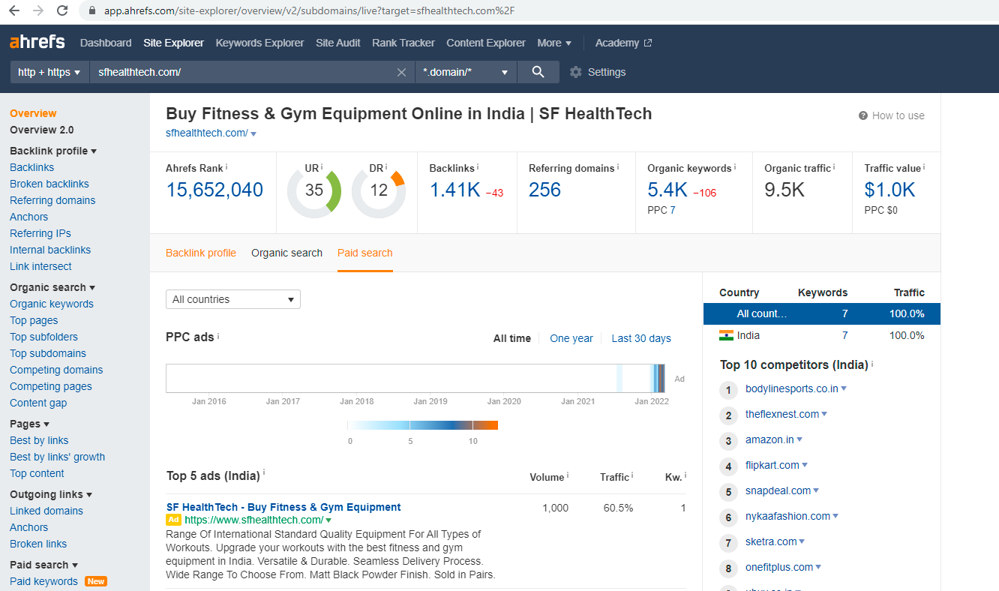 app.ahrefs.com/site-explorer/overview/v2/subdomains/live?target=sfhealthtech.com%2F
ahrefs Dashboard Site Explorer Keywords Explorer Site Audit Rank Tracker Content Explorer More Academy
http + https sfhealthtech.com/ *.domain/* Settings
Overview
Overview 2.0
Backlink profile
Backlinks
Broken backlinks
Referring domains
Anchors
Referring IPs
Internal backlinks
Link intersect
Organic search
Organic keywords
Top pages
Top subfolders
Top subdomains
Competing domains
Competing pages
Content gap
Pages
Best by links
Best by links' growth
Top content
Outgoing links
Linked domains
Anchors
Broken links
Paid search
Paid keywords New
Buy Fitness & Gym Equipment Online in India | SF HealthTech
How to use
sfhealthtech.com/
Ahrefs Rank i UR i DR i Backlinks i Referring domains i Organic keywords i Organic traffic i Traffic value i
15,652,040 35 12 1.41K −43 256 5.4K −106 9.5K $1.0K
PPC 7 PPC $0
Backlink profile Organic search Paid search
All countries
PPC ads i All time One year Last 30 days
Ad
Jan 2016 Jan 2017 Jan 2018 Jan 2019 Jan 2020 Jan 2021 Jan 2022
0 5 10
Top 5 ads (India) i Volume i Traffic i Kw. i
SF HealthTech - Buy Fitness & Gym Equipment 1,000 60.5% 1
Ad https://www.sfhealthtech.com/
Range Of International Standard Quality Equipment For All Types of
Workouts. Upgrade your workouts with the best fitness and gym
equipment in India. Versatile & Durable. Seamless Delivery Process.
Wide Range To Choose From. Matt Black Powder Finish. Sold in Pairs.
Country Keywords Traffic
All count... 7 100.0%
India 7 100.0%
Top 10 competitors (India) i
1 bodylinesports.co.in
2 theflexnest.com
3 amazon.in
4 flipkart.com
5 snapdeal.com
6 nykaafashion.com
7 sketra.com
8 onefitplus.com